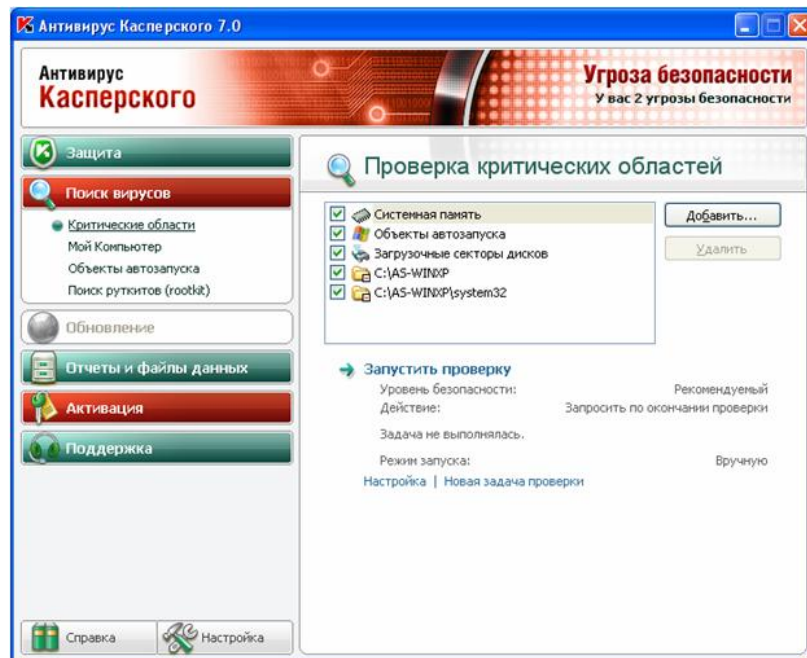 Антивирус Касперского 7.0
Антивирус
Касперского
Угроза безопасности
У вас 2 угрозы безопасности
Защита
Поиск вирусов
Критические области
Мой Компьютер
Объекты автозапуска
Поиск руткитов (rootkit)
Обновление
Отчеты и файлы данных
Активация
Поддержка
Справка
Настройка
Проверка критических областей
Системная память
Объекты автозапуска
Загрузочные секторы дисков
C:\AS-WINXP
C:\AS-WINXP\system32
Добавить...
Удалить
Запустить проверку
Уровень безопасности: Рекомендуемый
Действие: Запросить по окончании проверки
Задача не выполнялась.
Режим запуска: Вручную
Настройка | Новая задача проверки